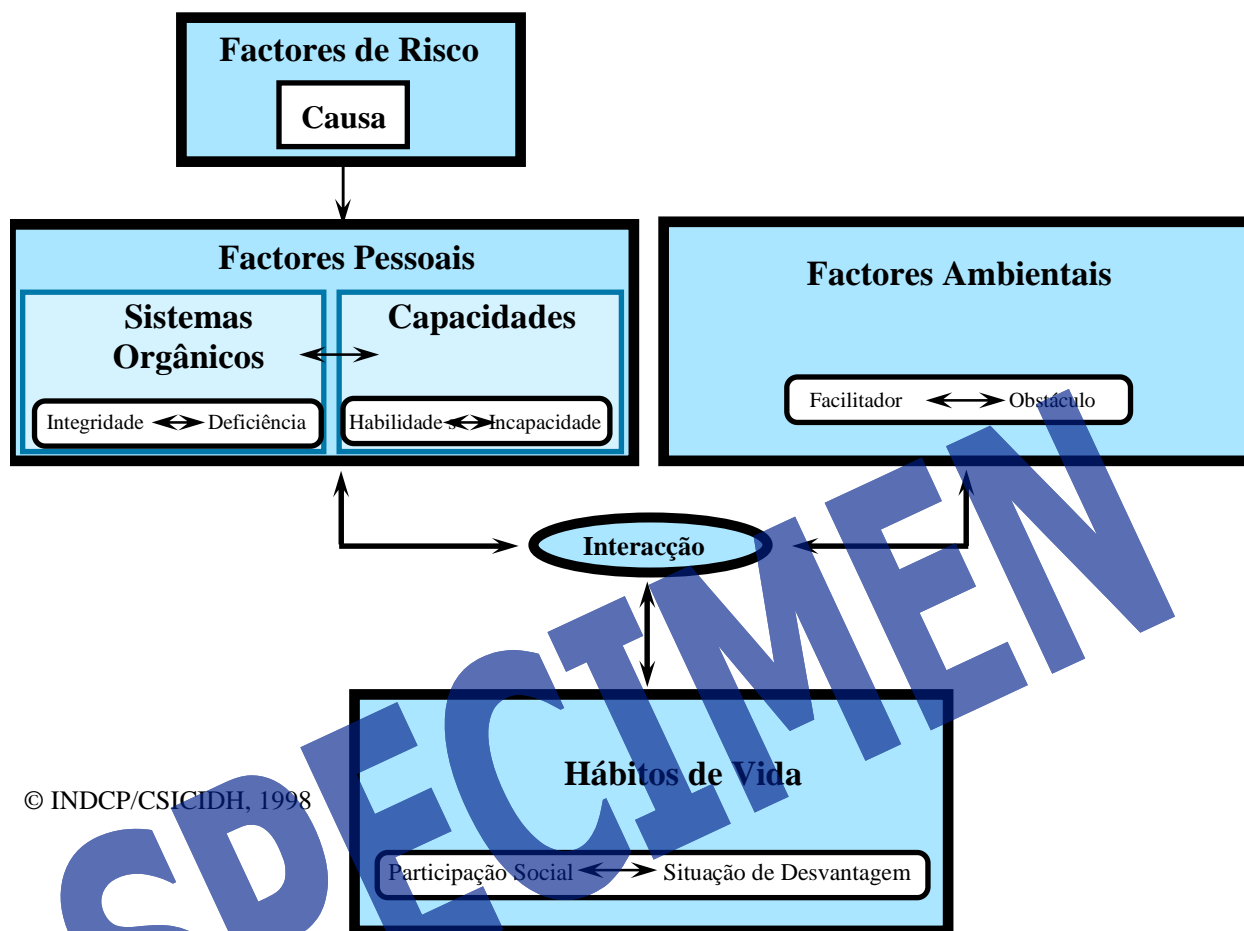 Factores de Risco
Causa
Factores Pessoais
Sistemas
Orgânicos
Capacidades
Integridade
Deficiência
Habilidade s
Incapacidade
Factores Ambientais
Facilitador
Obstáculo
Interacção
Hábitos de Vida
Participação Social
Situação de Desvantagem
© INDCP/CSICIDH, 1998
SPECIMEN